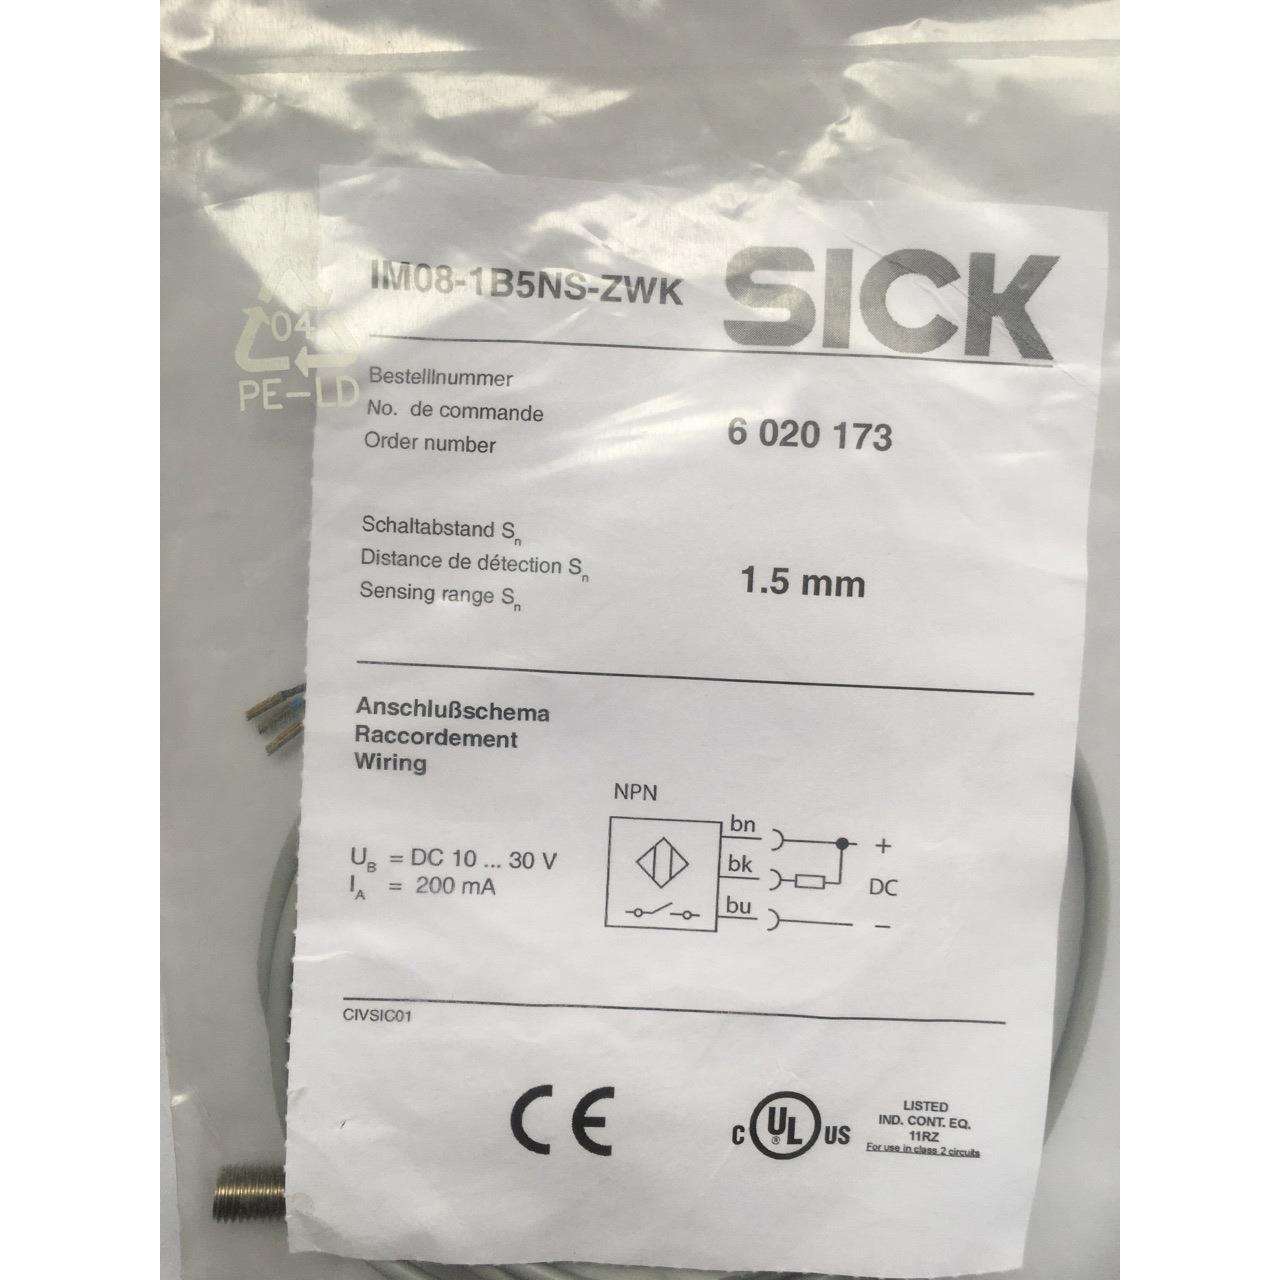 IM08-1B5NS-ZWK
SICK
04
PE-LD
Bestelllnummer
No. de commande
Order number
6 020 173
Schaltabstand Sn
Distance de détection Sn
Sensing range Sn
1.5 mm
Anschlußschema
Raccordement
Wiring
NPN
bn
+
bk
DC
bu
–
UB = DC 10 ... 30 V
IA = 200 mA
CIVSIC01
CE
c UL ® US
LISTED
IND. CONT. EQ.
11RZ
For use in class 2 circuits